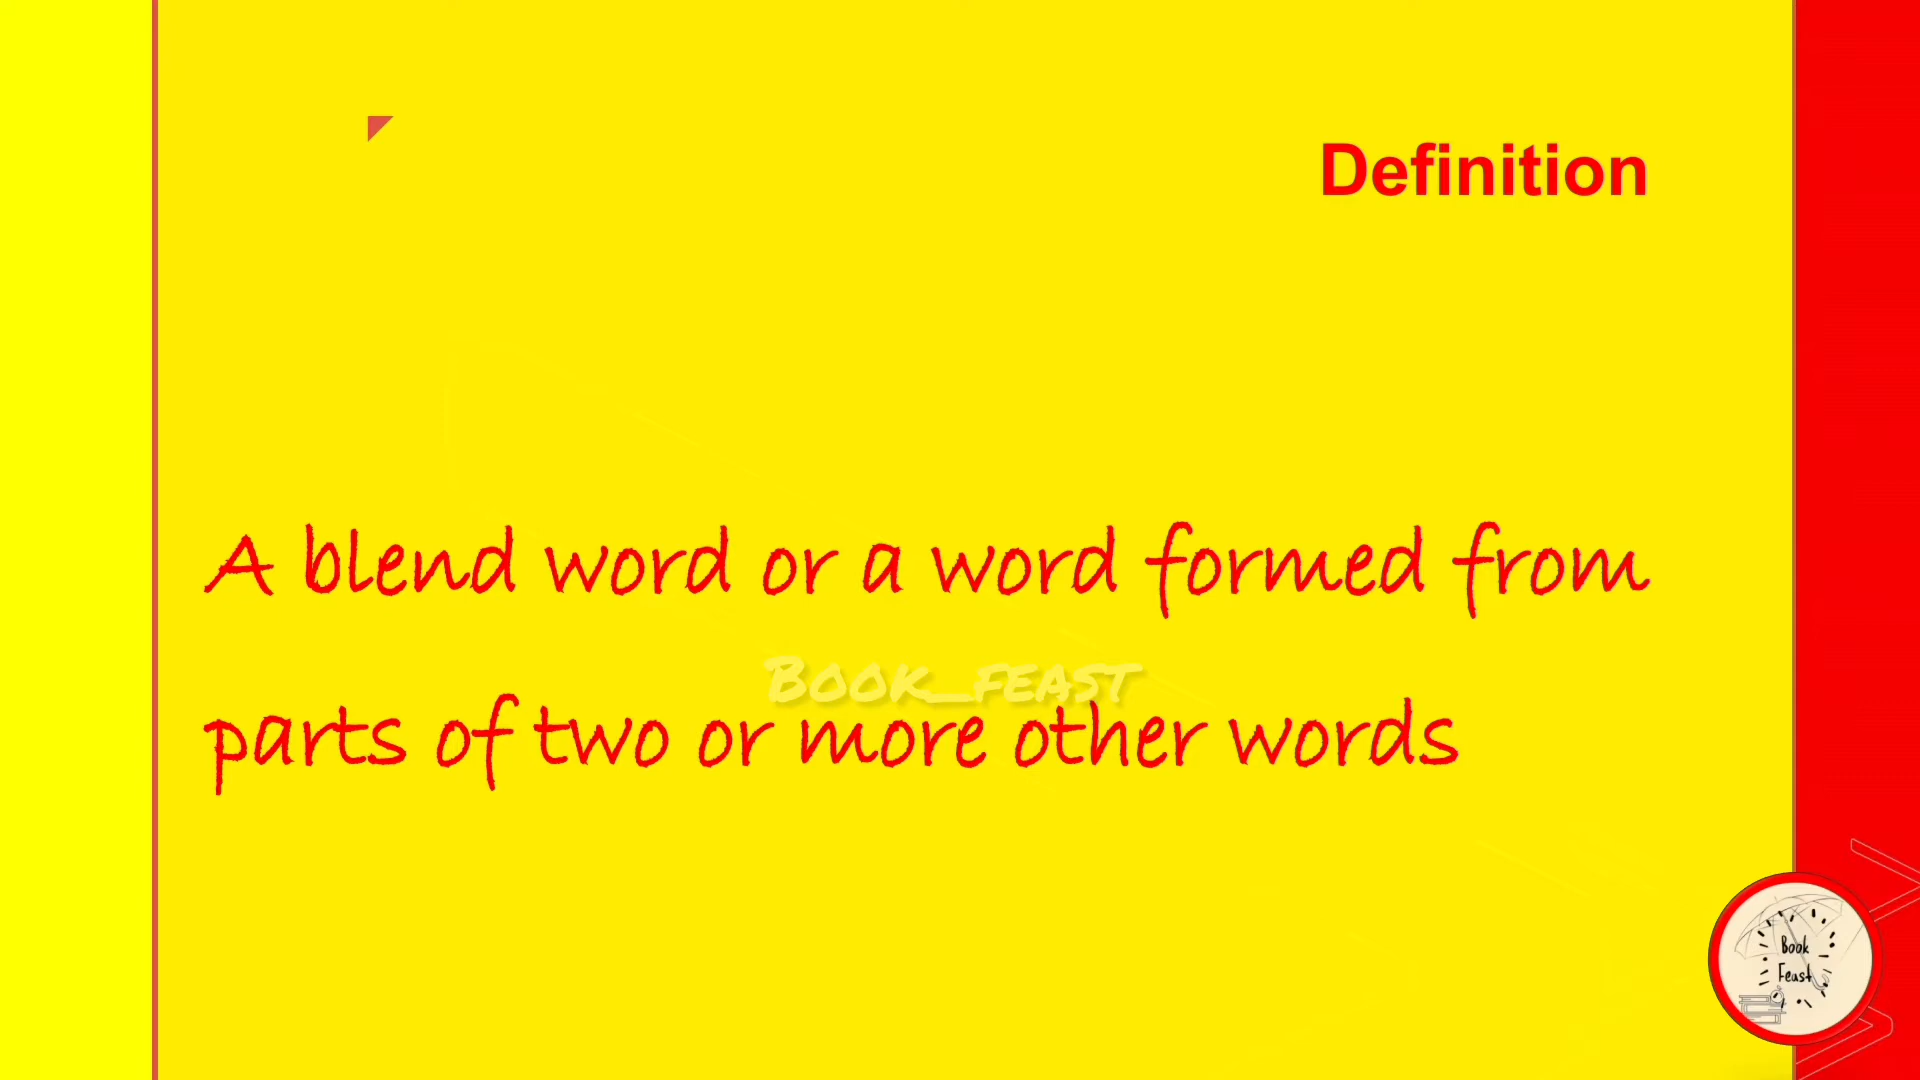 Definition
A blend word or a word formed from
Book_feast
parts of two or more other words
Book
Feast